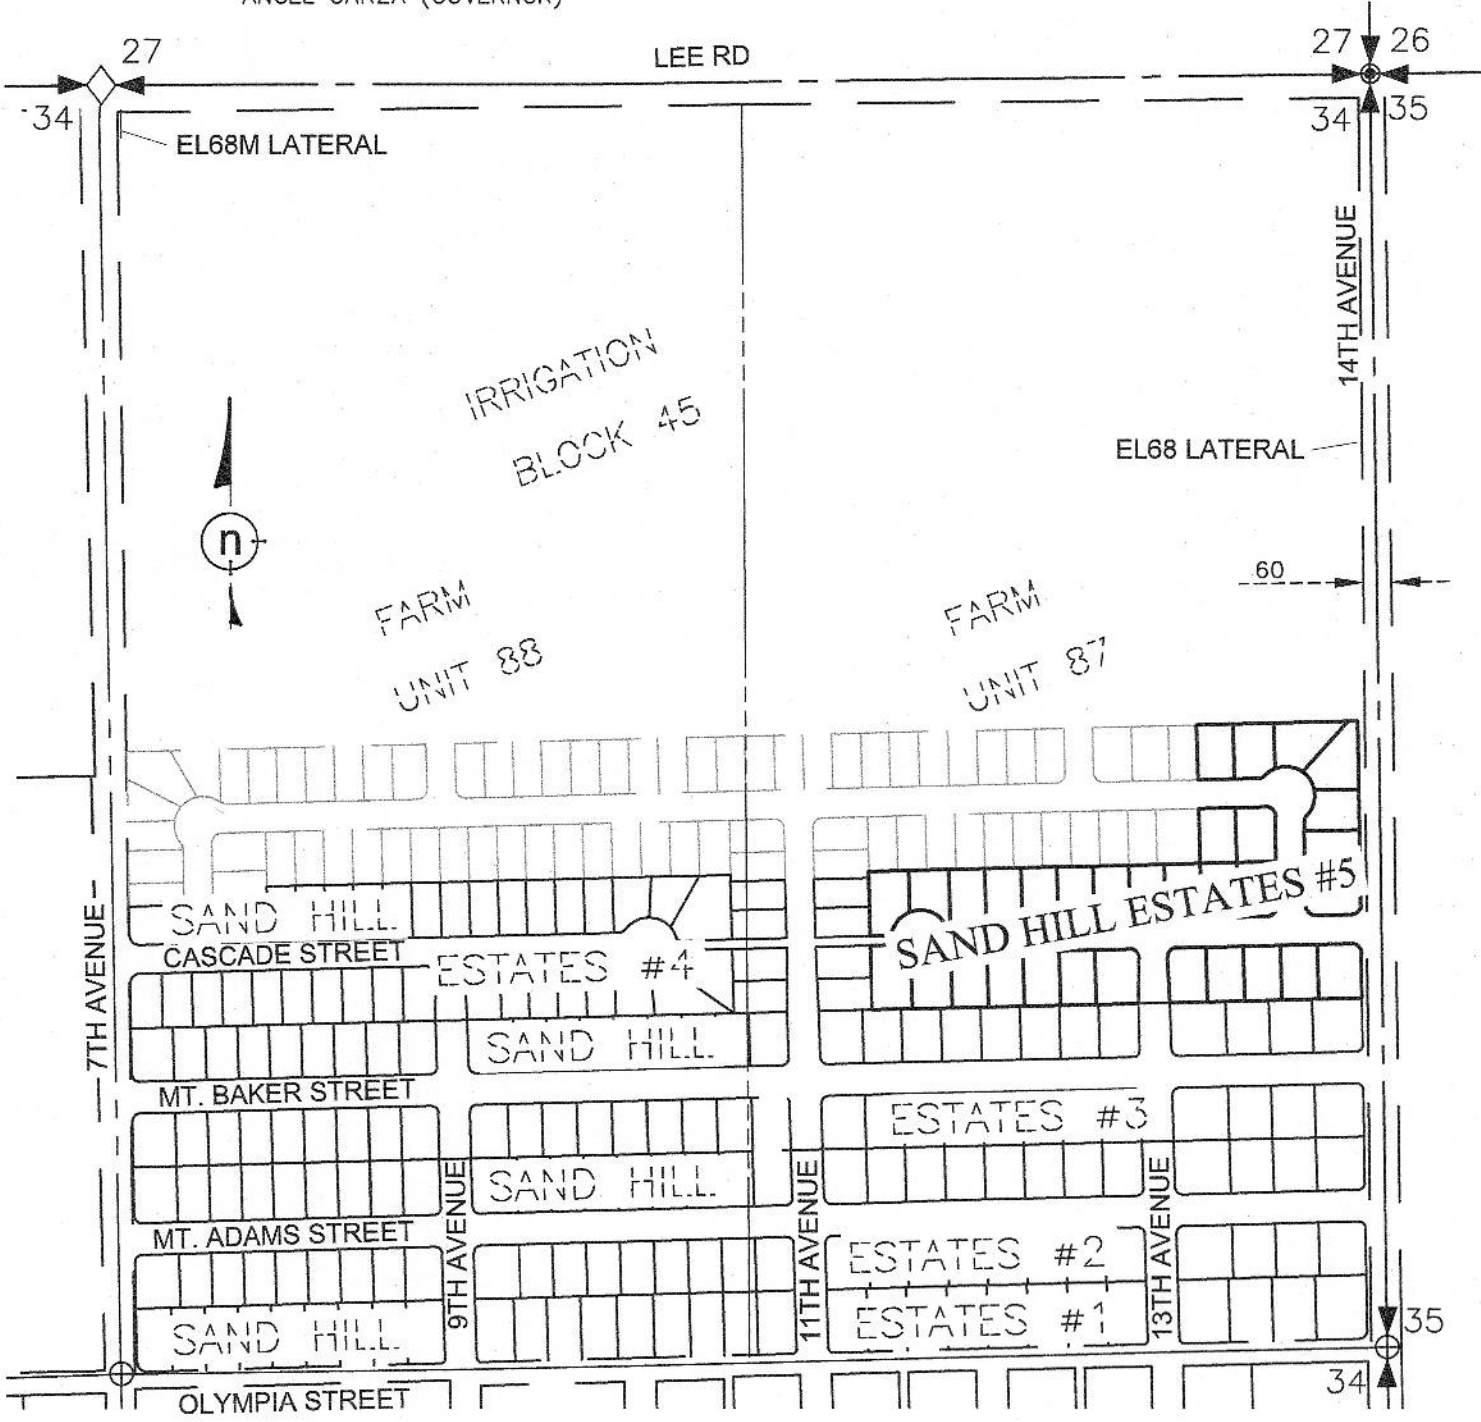 ANGEL GARZA (GOVERNOR)
27
LEE RD
27 26
34
34 35
EL68M LATERAL
14TH AVENUE
IRRIGATION
BLOCK 45
EL68 LATERAL
n
60
FARM
UNIT 88
FARM
UNIT 87
7TH AVENUE
SAND HILL
ESTATES #4
SAND HILL ESTATES #5
CASCADE STREET
SAND HILL
ESTATES #3
MT. BAKER STREET
SAND HILL
ESTATES #2
9TH AVENUE
11TH AVENUE
13TH AVENUE
MT. ADAMS STREET
SAND HILL
ESTATES #1
35
34
OLYMPIA STREET